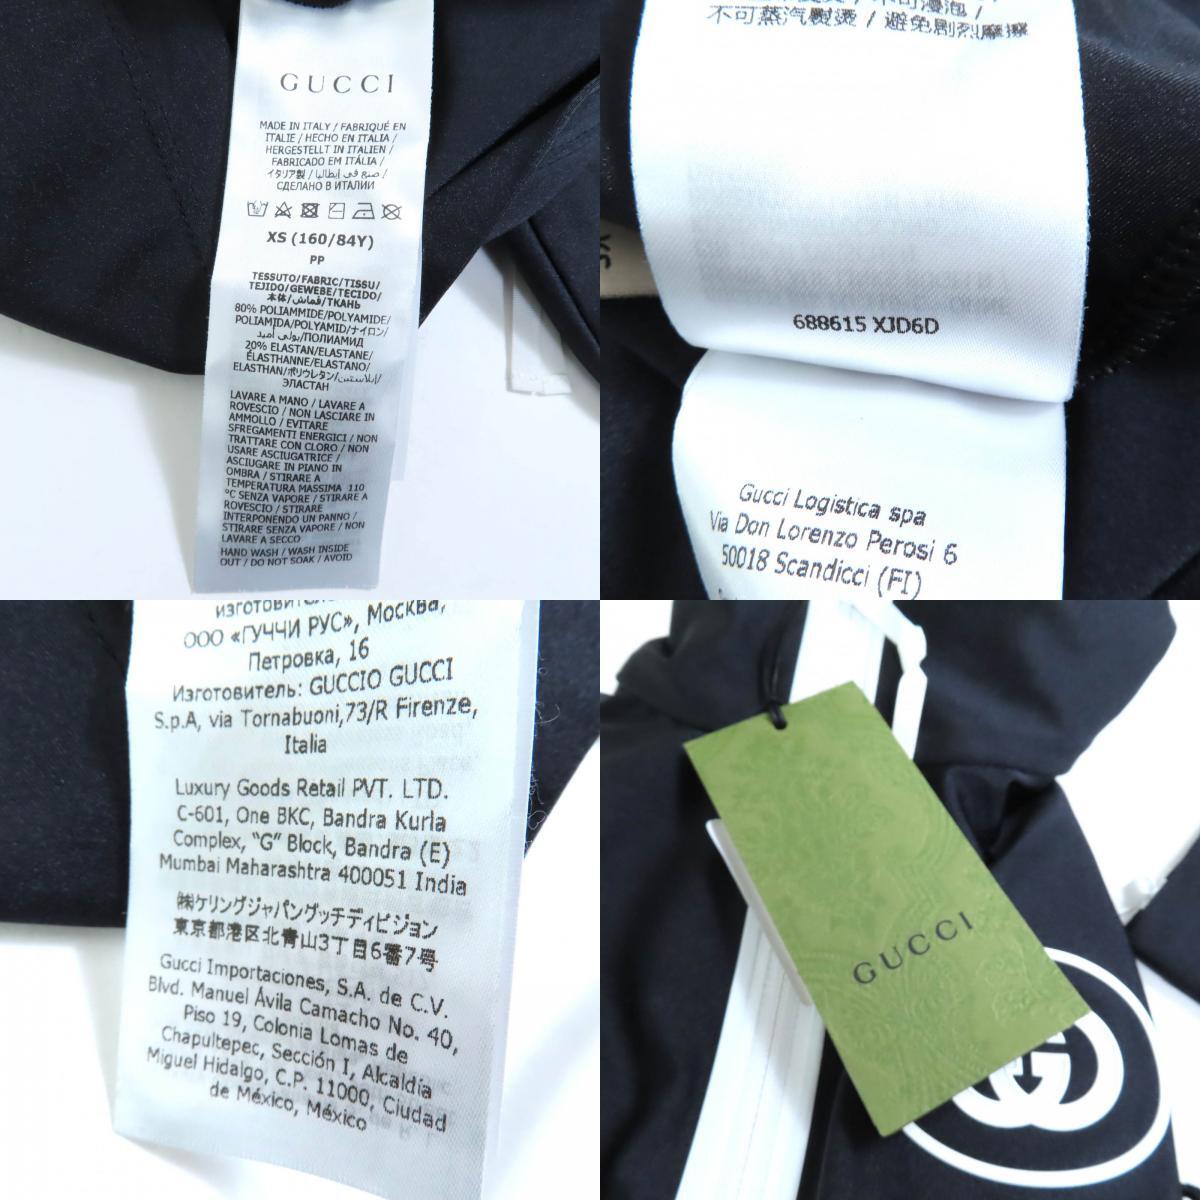 GUCCI
MADE IN ITALY / FABRIQUÉ EN
ITALIE / HECHO EN ITALIA /
HERGESTELLT IN ITALIEN /
FABRICADO EM ITÁLIA /
イタリア製 / صنع في إيطاليا /
СДЕЛАНО В ИТАЛИИ
XS (160/84Y)
PP
TESSUTO/FABRIC/TISSU/
TEJIDO/GEWEBE/TECIDO/
本体/قماش/ТКАНЬ
80% POLIAMMIDE/POLYAMIDE/
POLIAMIDA/POLYAMID/ナイロン/
بولي أميد/ПОЛИАМИД
20% ELASTAN/ELASTANE/
ÉLASTHANNE/ELASTANO/
ELASTHAN/ポリウレタン/إيلاستين/
ЭЛАСТАН
LAVARE A MANO / LAVARE A
ROVESCIO / NON LASCIARE IN
AMMOLLO / EVITARE
SFREGAMENTI ENERGICI / NON
TRATTARE CON CLORO / NON
USARE ASCIUGATRICE /
ASCIUGARE IN PIANO IN
OMBRA / STIRARE A
TEMPERATURA MASSIMA 110
°C SENZA VAPORE / STIRARE A
ROVESCIO / STIRARE
INTERPONENDO UN PANNO /
STIRARE SENZA VAPORE / NON
LAVARE A SECCO
HAND WASH / WASH INSIDE
OUT / DO NOT SOAK / AVOID
不可蒸汽熨烫 / 避免剧烈摩擦
XS
688615 XJD6D
Gucci Logistica spa
Via Don Lorenzo Perosi 6
50018 Scandicci (FI)
ООО «ГУЧЧИ РУС», Москва,
Петровка, 16
Изготовитель: GUCCIO GUCCI
S.p.A, via Tornabuoni,73/R Firenze,
Italia
Luxury Goods Retail PVT. LTD.
C-601, One BKC, Bandra Kurla
Complex, "G" Block, Bandra (E)
Mumbai Maharashtra 400051 India
㈱ケリングジャパングッチディビジョン
東京都港区北青山3丁目6番7号
Gucci Importaciones, S.A. de C.V.
Blvd. Manuel Ávila Camacho No. 40,
Piso 19, Colonia Lomas de
Chapultepec, Sección I, Alcaldía
Miguel Hidalgo, C.P. 11000, Ciudad
de México, México
GUCCI